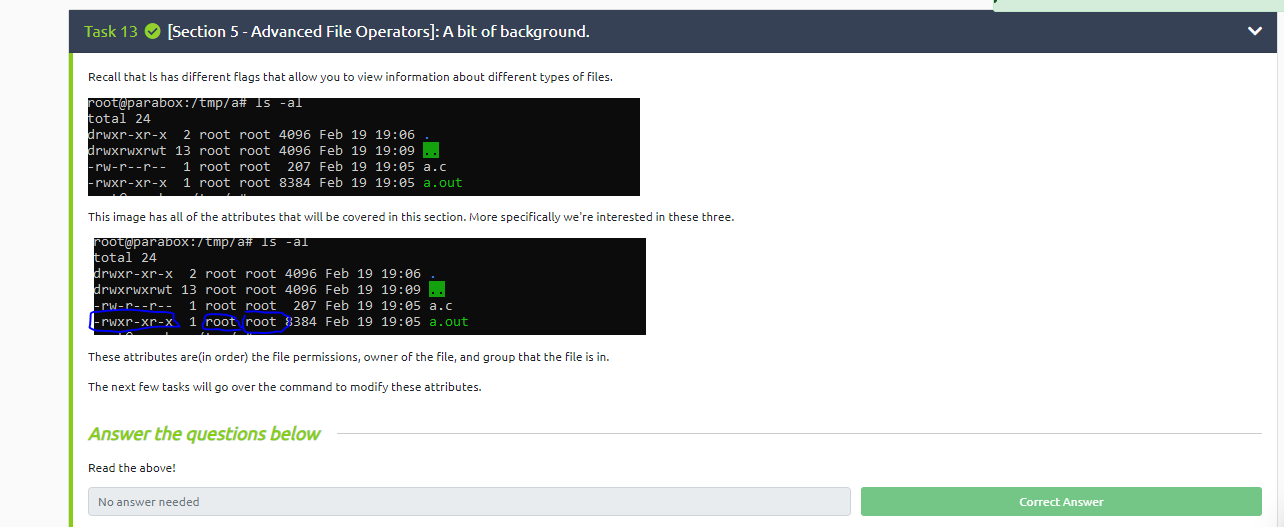 Task 13 [Section 5 - Advanced File Operators]: A bit of background.
Recall that ls has different flags that allow you to view information about different types of files.
root@parabox:/tmp/a# ls -al
total 24
drwxr-xr-x  2 root root 4096 Feb 19 19:06 .
drwxrwxrwt 13 root root 4096 Feb 19 19:09 ..
-rw-r--r--  1 root root  207 Feb 19 19:05 a.c
-rwxr-xr-x  1 root root 8384 Feb 19 19:05 a.out
This image has all of the attributes that will be covered in this section. More specifically we're interested in these three.
root@parabox:/tmp/a# ls -al
total 24
drwxr-xr-x  2 root root 4096 Feb 19 19:06 .
drwxrwxrwt 13 root root 4096 Feb 19 19:09 ..
-rw-r--r--  1 root root  207 Feb 19 19:05 a.c
-rwxr-xr-x  1 root root 8384 Feb 19 19:05 a.out
These attributes are(in order) the file permissions, owner of the file, and group that the file is in.
The next few tasks will go over the command to modify these attributes.
Answer the questions below
Read the above!
No answer needed
Correct Answer